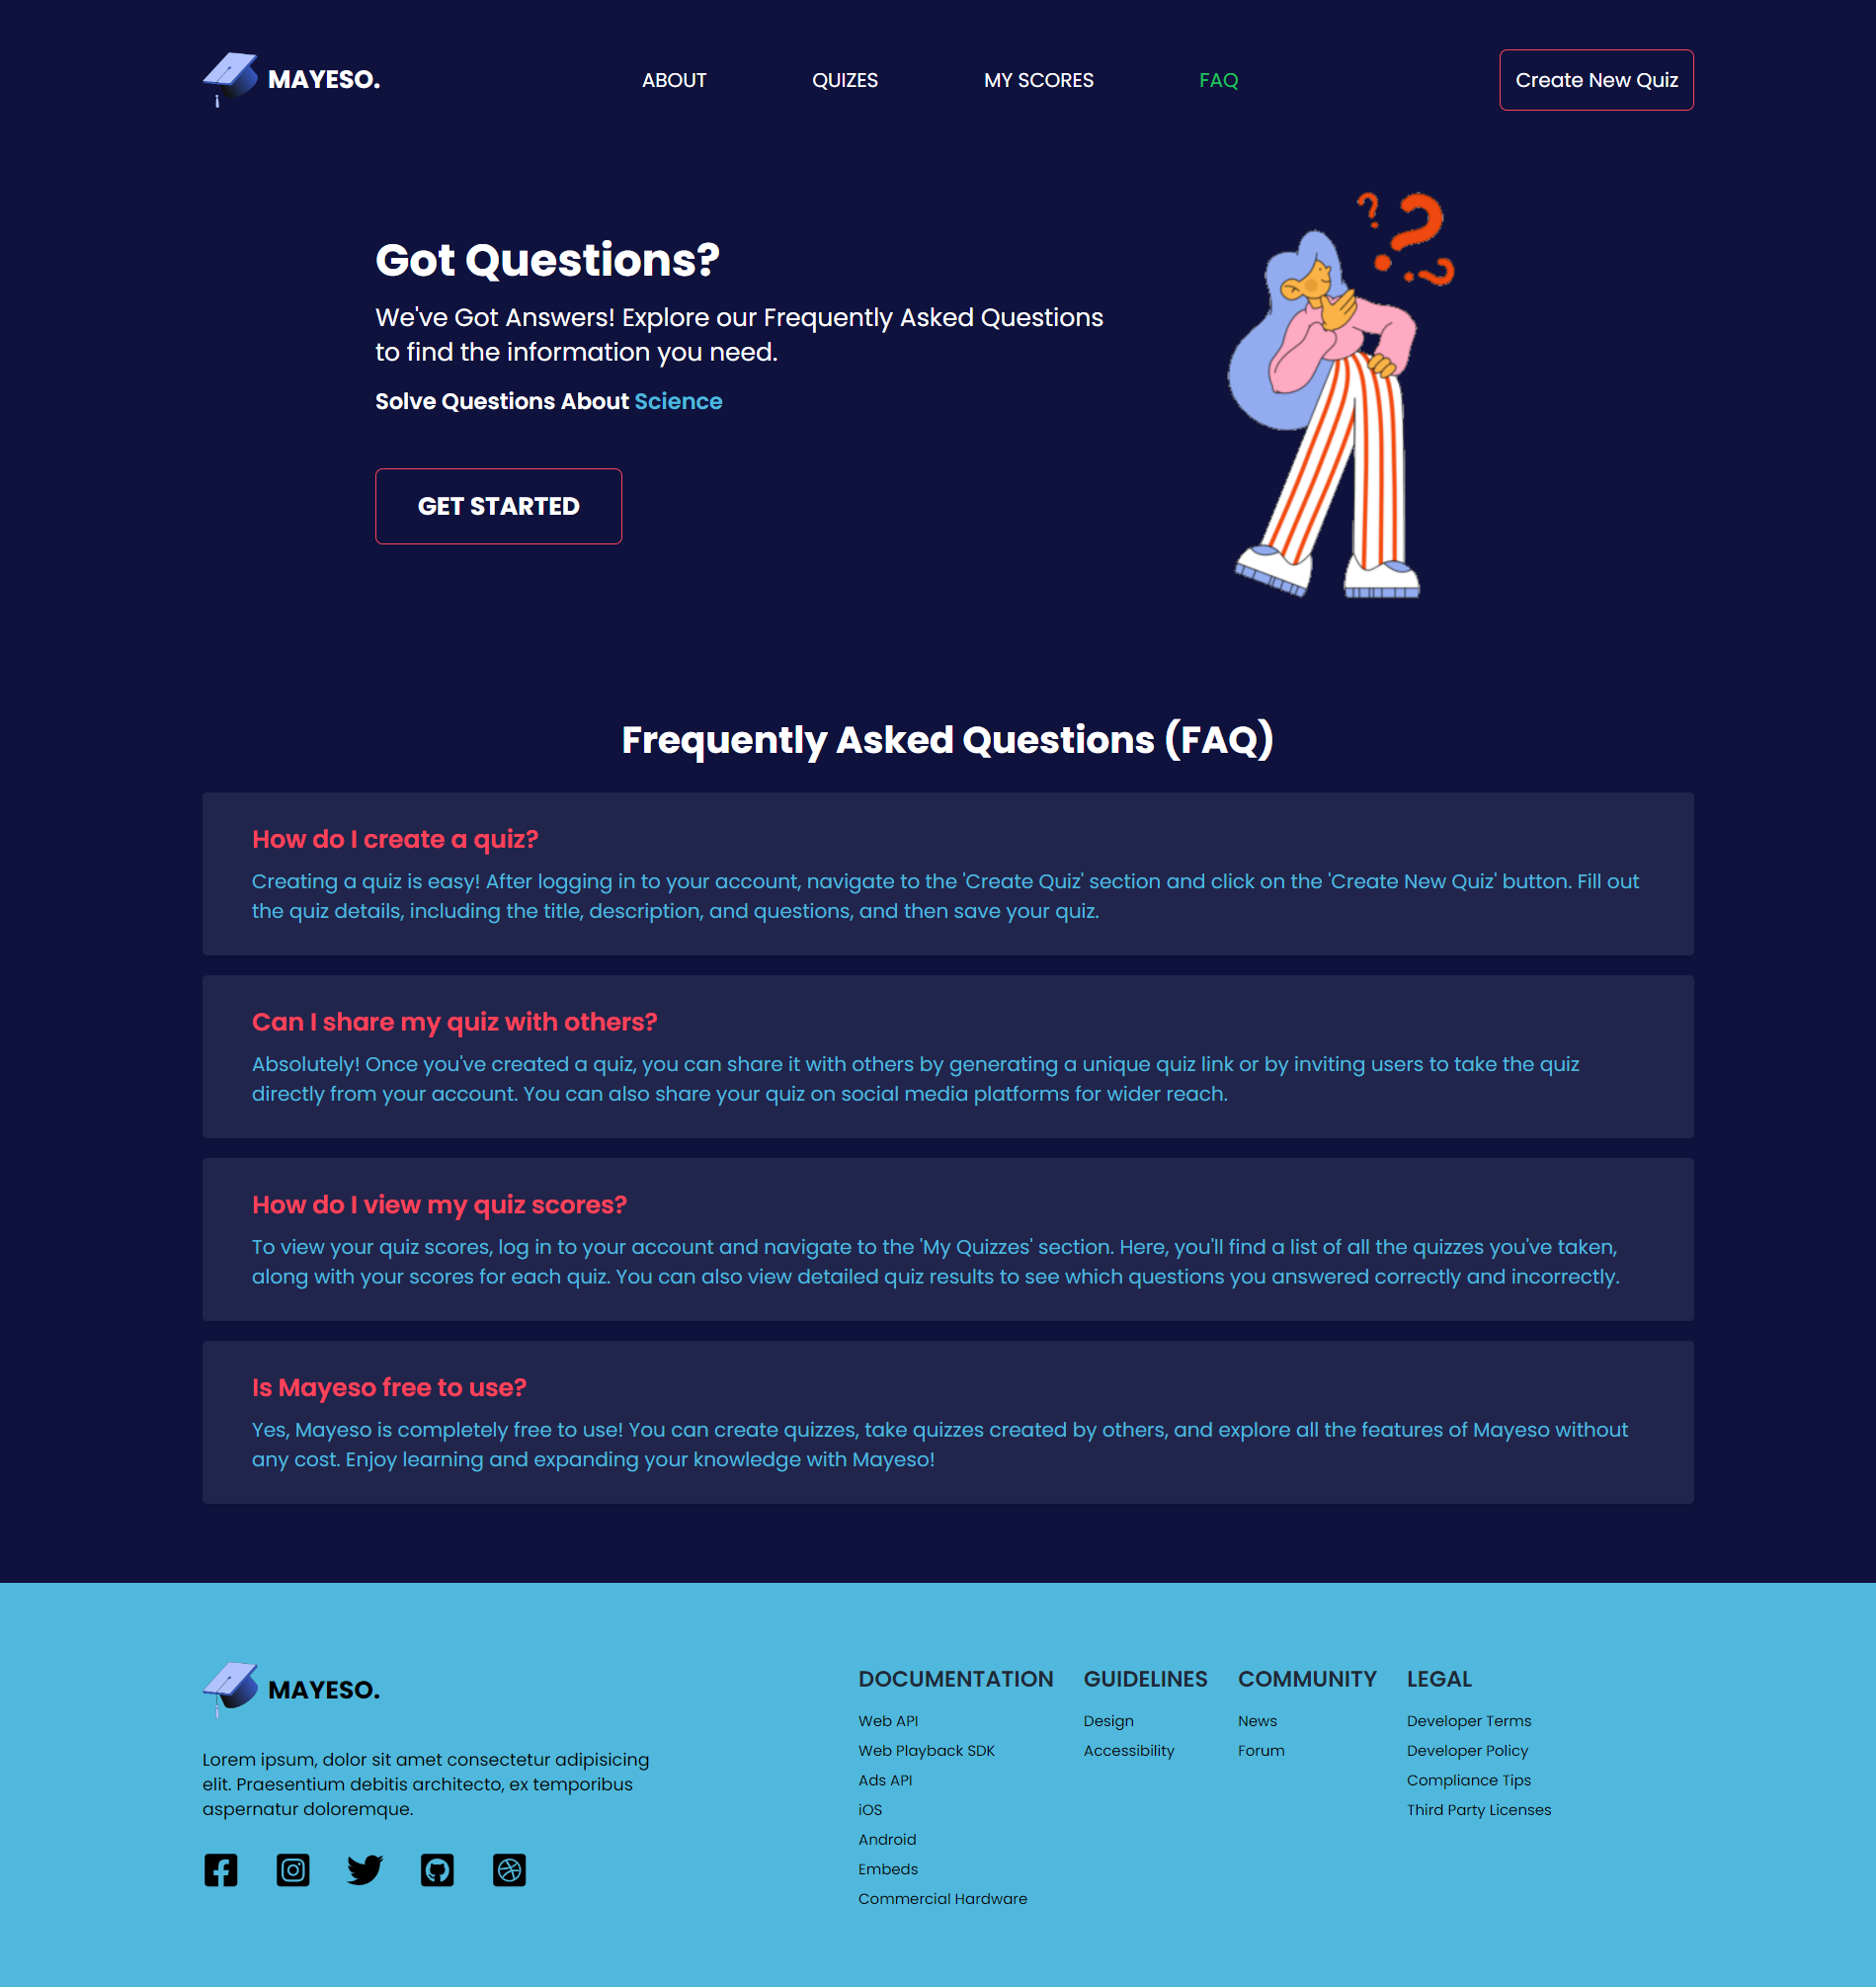 MAYESO.
ABOUT
QUIZES
MY SCORES
FAQ
Create New Quiz
Got Questions?
We've Got Answers! Explore our Frequently Asked Questions
to find the information you need.
Solve Questions About Science
GET STARTED
Frequently Asked Questions (FAQ)
How do I create a quiz?
Creating a quiz is easy! After logging in to your account, navigate to the 'Create Quiz' section and click on the 'Create New Quiz' button. Fill out
the quiz details, including the title, description, and questions, and then save your quiz.
Can I share my quiz with others?
Absolutely! Once you've created a quiz, you can share it with others by generating a unique quiz link or by inviting users to take the quiz
directly from your account. You can also share your quiz on social media platforms for wider reach.
How do I view my quiz scores?
To view your quiz scores, log in to your account and navigate to the 'My Quizzes' section. Here, you'll find a list of all the quizzes you've taken,
along with your scores for each quiz. You can also view detailed quiz results to see which questions you answered correctly and incorrectly.
Is Mayeso free to use?
Yes, Mayeso is completely free to use! You can create quizzes, take quizzes created by others, and explore all the features of Mayeso without
any cost. Enjoy learning and expanding your knowledge with Mayeso!
MAYESO.
Lorem ipsum, dolor sit amet consectetur adipisicing
elit. Praesentium debitis architecto, ex temporibus
aspernatur doloremque.
DOCUMENTATION
Web API
Web Playback SDK
Ads API
iOS
Android
Embeds
Commercial Hardware
GUIDELINES
Design
Accessibility
COMMUNITY
News
Forum
LEGAL
Developer Terms
Developer Policy
Compliance Tips
Third Party Licenses